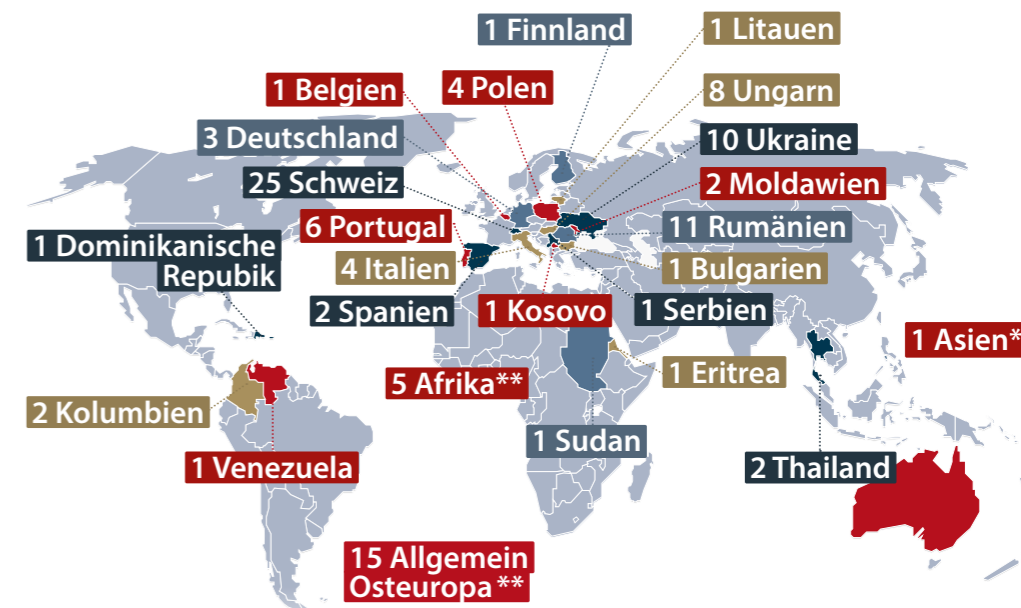 1 Finnland
1 Litauen
1 Belgien
4 Polen
8 Ungarn
3 Deutschland
10 Ukraine
25 Schweiz
2 Moldawien
6 Portugal
11 Rumänien
1 Dominikanische
Repubik
4 Italien
1 Bulgarien
2 Spanien
1 Kosovo
1 Serbien
1 Asien*
5 Afrika**
1 Eritrea
2 Kolumbien
1 Sudan
1 Venezuela
2 Thailand
15 Allgemein
Osteuropa**